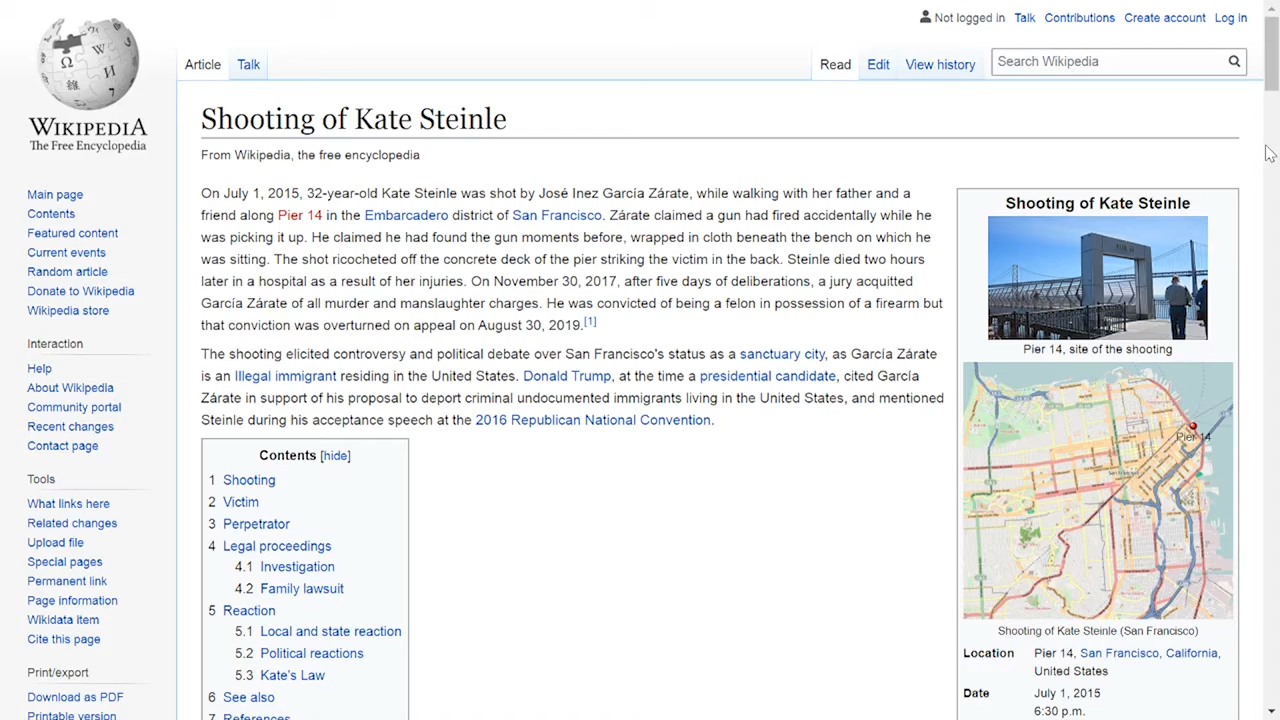 Not logged in Talk Contributions Create account Log in
WIKIPEDIA
The Free Encyclopedia
Article Talk
Read Edit View history
Search Wikipedia
Main page
Contents
Featured content
Current events
Random article
Donate to Wikipedia
Wikipedia store
Interaction
Help
About Wikipedia
Community portal
Recent changes
Contact page
Tools
What links here
Related changes
Upload file
Special pages
Permanent link
Page information
Wikidata item
Cite this page
Print/export
Download as PDF
Printable version
Shooting of Kate Steinle
From Wikipedia, the free encyclopedia
On July 1, 2015, 32-year-old Kate Steinle was shot by José Inez García Zárate, while walking with her father and a
friend along Pier 14 in the Embarcadero district of San Francisco. Zárate claimed a gun had fired accidentally while he
was picking it up. He claimed he had found the gun moments before, wrapped in cloth beneath the bench on which he
was sitting. The shot ricocheted off the concrete deck of the pier striking the victim in the back. Steinle died two hours
later in a hospital as a result of her injuries. On November 30, 2017, after five days of deliberations, a jury acquitted
García Zárate of all murder and manslaughter charges. He was convicted of being a felon in possession of a firearm but
that conviction was overturned on appeal on August 30, 2019.[1]
The shooting elicited controversy and political debate over San Francisco's status as a sanctuary city, as García Zárate
is an Illegal immigrant residing in the United States. Donald Trump, at the time a presidential candidate, cited García
Zárate in support of his proposal to deport criminal undocumented immigrants living in the United States, and mentioned
Steinle during his acceptance speech at the 2016 Republican National Convention.
Contents [hide]
1 Shooting
2 Victim
3 Perpetrator
4 Legal proceedings
4.1 Investigation
4.2 Family lawsuit
5 Reaction
5.1 Local and state reaction
5.2 Political reactions
5.3 Kate's Law
6 See also
7 References
Shooting of Kate Steinle
Pier 14, site of the shooting
Pier 14
Shooting of Kate Steinle (San Francisco)
Location Pier 14, San Francisco, California,
United States
Date July 1, 2015
6:30 p.m.